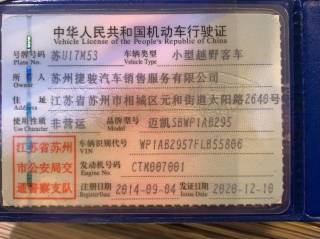 中华人民共和国机动车行驶证
Vehicle License of the People's Republic of China
号牌号码 苏U17M53 车辆类型 小型越野客车
Plate No. Vehicle Type
所有人 苏州捷骏汽车销售服务有限公司
Owner
住址 江苏省苏州市相城区元和街道太阳路2640号
Address
使用性质 非营运 品牌型号 迈凯SBWP1AB295
Use Character Model
江苏省苏州
市公安局交
通警察支队
车辆识别代号 WP1AB2957FLB55806
VIN
发动机号码 CTM007001
Engine No.
注册日期 2014-09-04 发证日期 2020-12-10
Register Date Issue Date